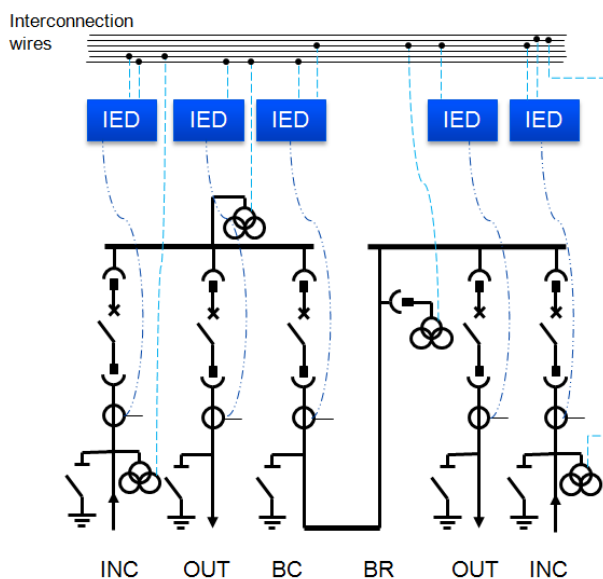 Interconnection
wires
IED IED IED IED IED
INC OUT BC BR OUT INC